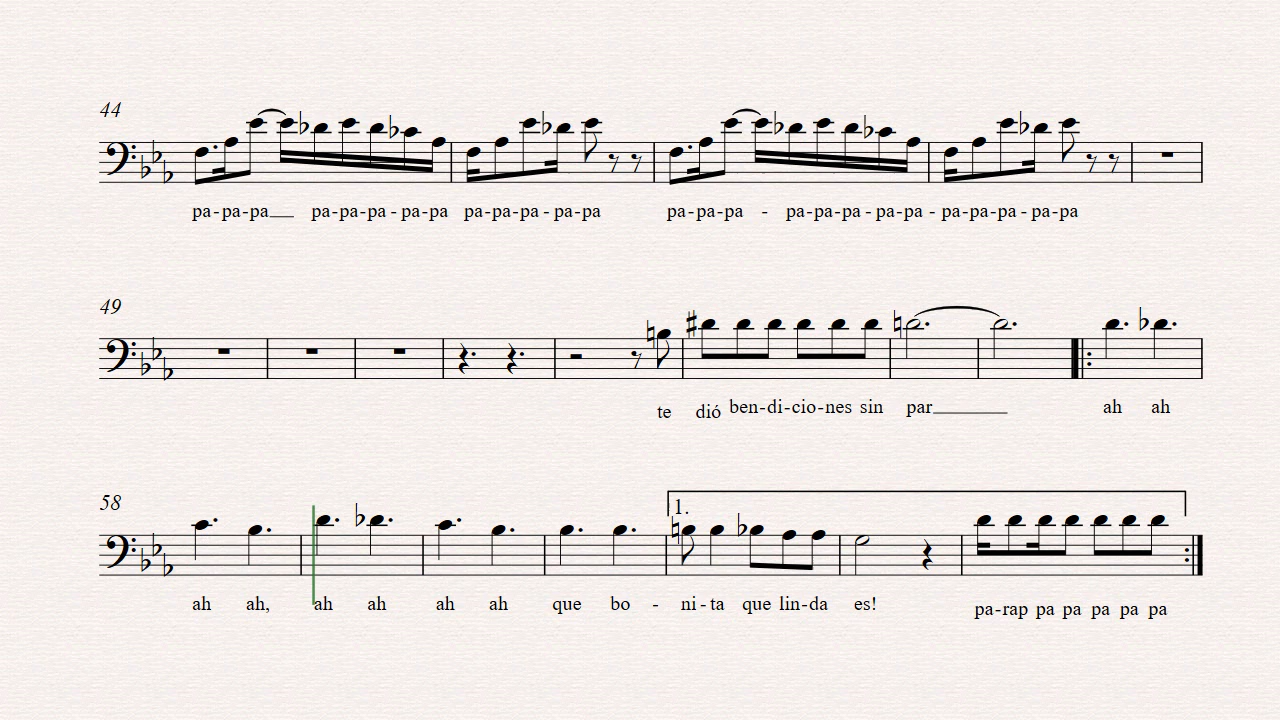 44
pa-pa-pa__ pa-pa-pa-pa-pa pa-pa-pa-pa-pa pa-pa-pa - pa-pa-pa-pa-pa-pa-pa-pa-pa-pa
49
te dió ben-di-cio-nes sin par______ ah ah
58
1.
ah ah, ah ah ah ah que bo - ni-ta que lin-da es! pa-rap pa pa pa pa pa